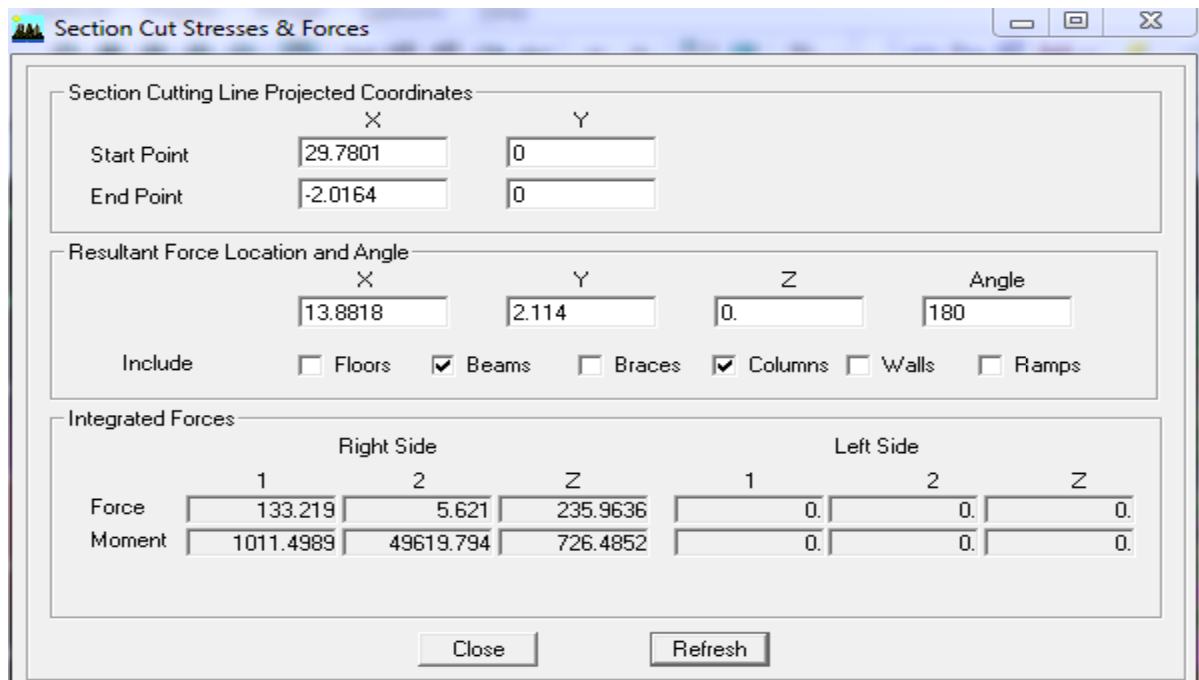 Section Cut Stresses & Forces
Section Cutting Line Projected Coordinates
X Y
Start Point 29.7801 0
End Point -2.0164 0
Resultant Force Location and Angle
X Y Z Angle
13.8818 2.114 0. 180
Include Floors Beams Braces Columns Walls Ramps
Integrated Forces
Right Side Left Side
1 2 Z 1 2 Z
Force 133.219 5.621 235.9636 0. 0. 0.
Moment 1011.4989 49619.794 726.4852 0. 0. 0.
Close Refresh